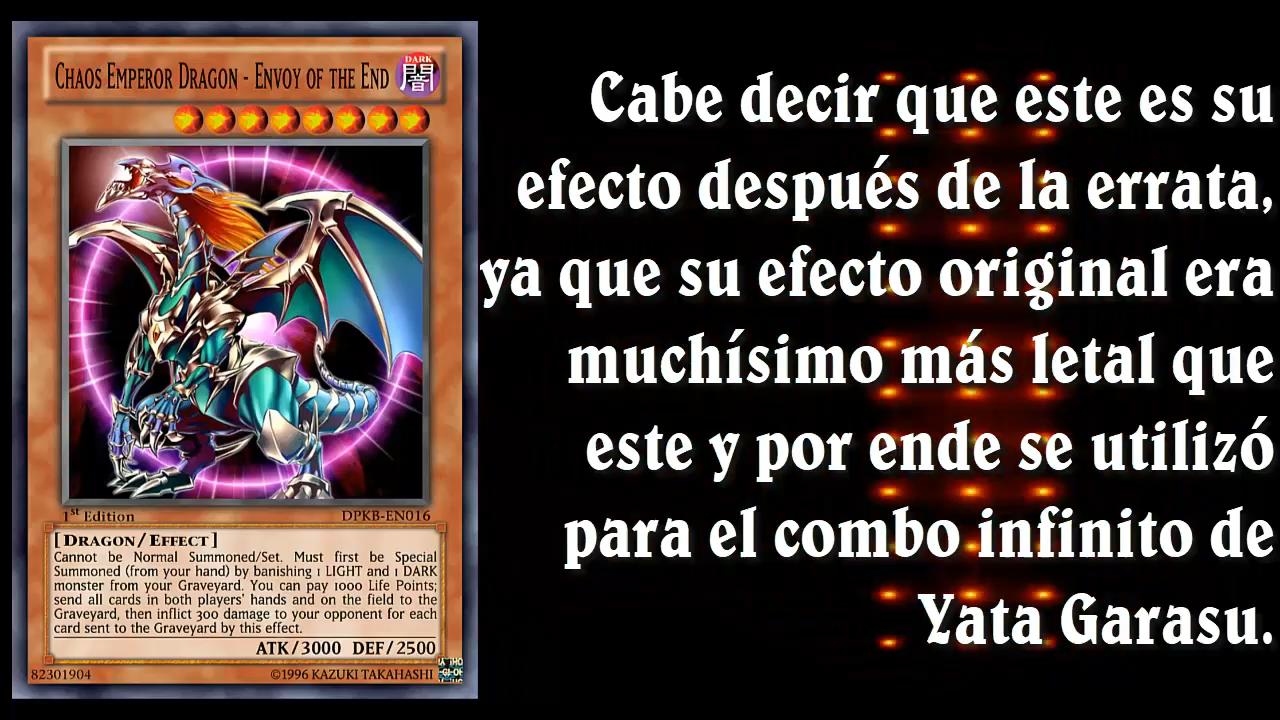 CHAOS EMPEROR DRAGON - ENVOY OF THE END
DARK
闇
1st Edition
DPKB-EN016
[ DRAGON / EFFECT ]
Cannot be Normal Summoned/Set. Must first be Special
Summoned (from your hand) by banishing 1 LIGHT and 1 DARK
monster from your Graveyard. You can pay 1000 Life Points;
send all cards in both players' hands and on the field to the
Graveyard, then inflict 300 damage to your opponent for each
card sent to the Graveyard by this effect.
ATK/3000 DEF/2500
82301904
©1996 KAZUKI TAKAHASHI
Cabe decir que este es su
efecto después de la errata,
ya que su efecto original era
muchísimo más letal que
este y por ende se utilizó
para el combo infinito de
Yata Garasu.